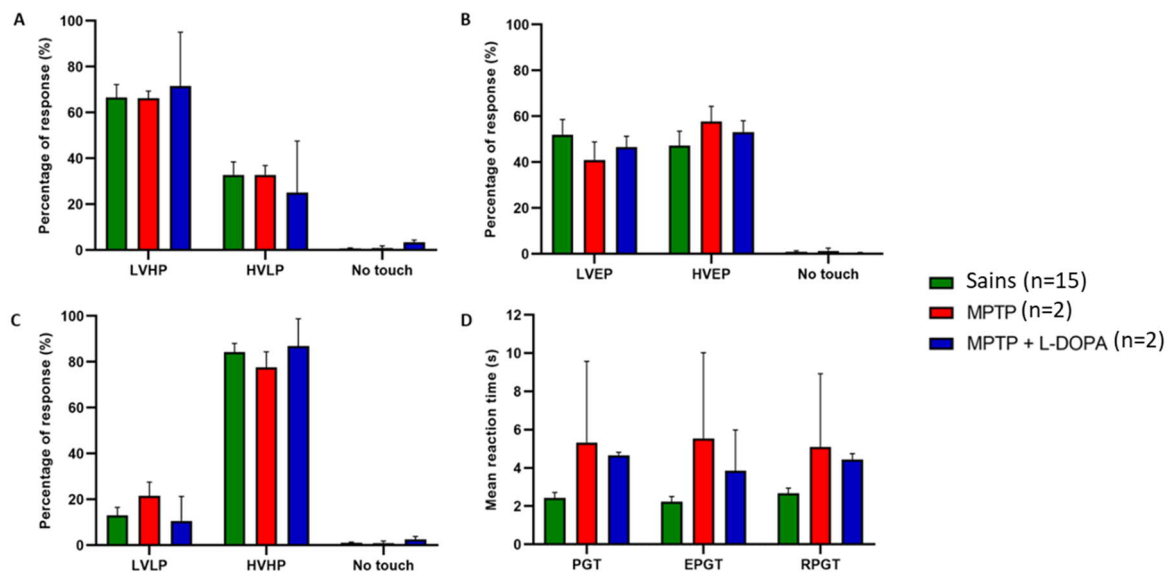 A
Percentage of response (%)
100
80
60
40
20
0
LVHP HVLP No touch
B
Percentage of response (%)
100
80
60
40
20
0
LVEP HVEP No touch
C
Percentage of response (%)
100
80
60
40
20
0
LVLP HVHP No touch
D
Mean reaction time (s)
12
10
8
6
4
2
0
PGT EPGT RPGT
Sains (n=15)
MPTP (n=2)
MPTP + L-DOPA (n=2)